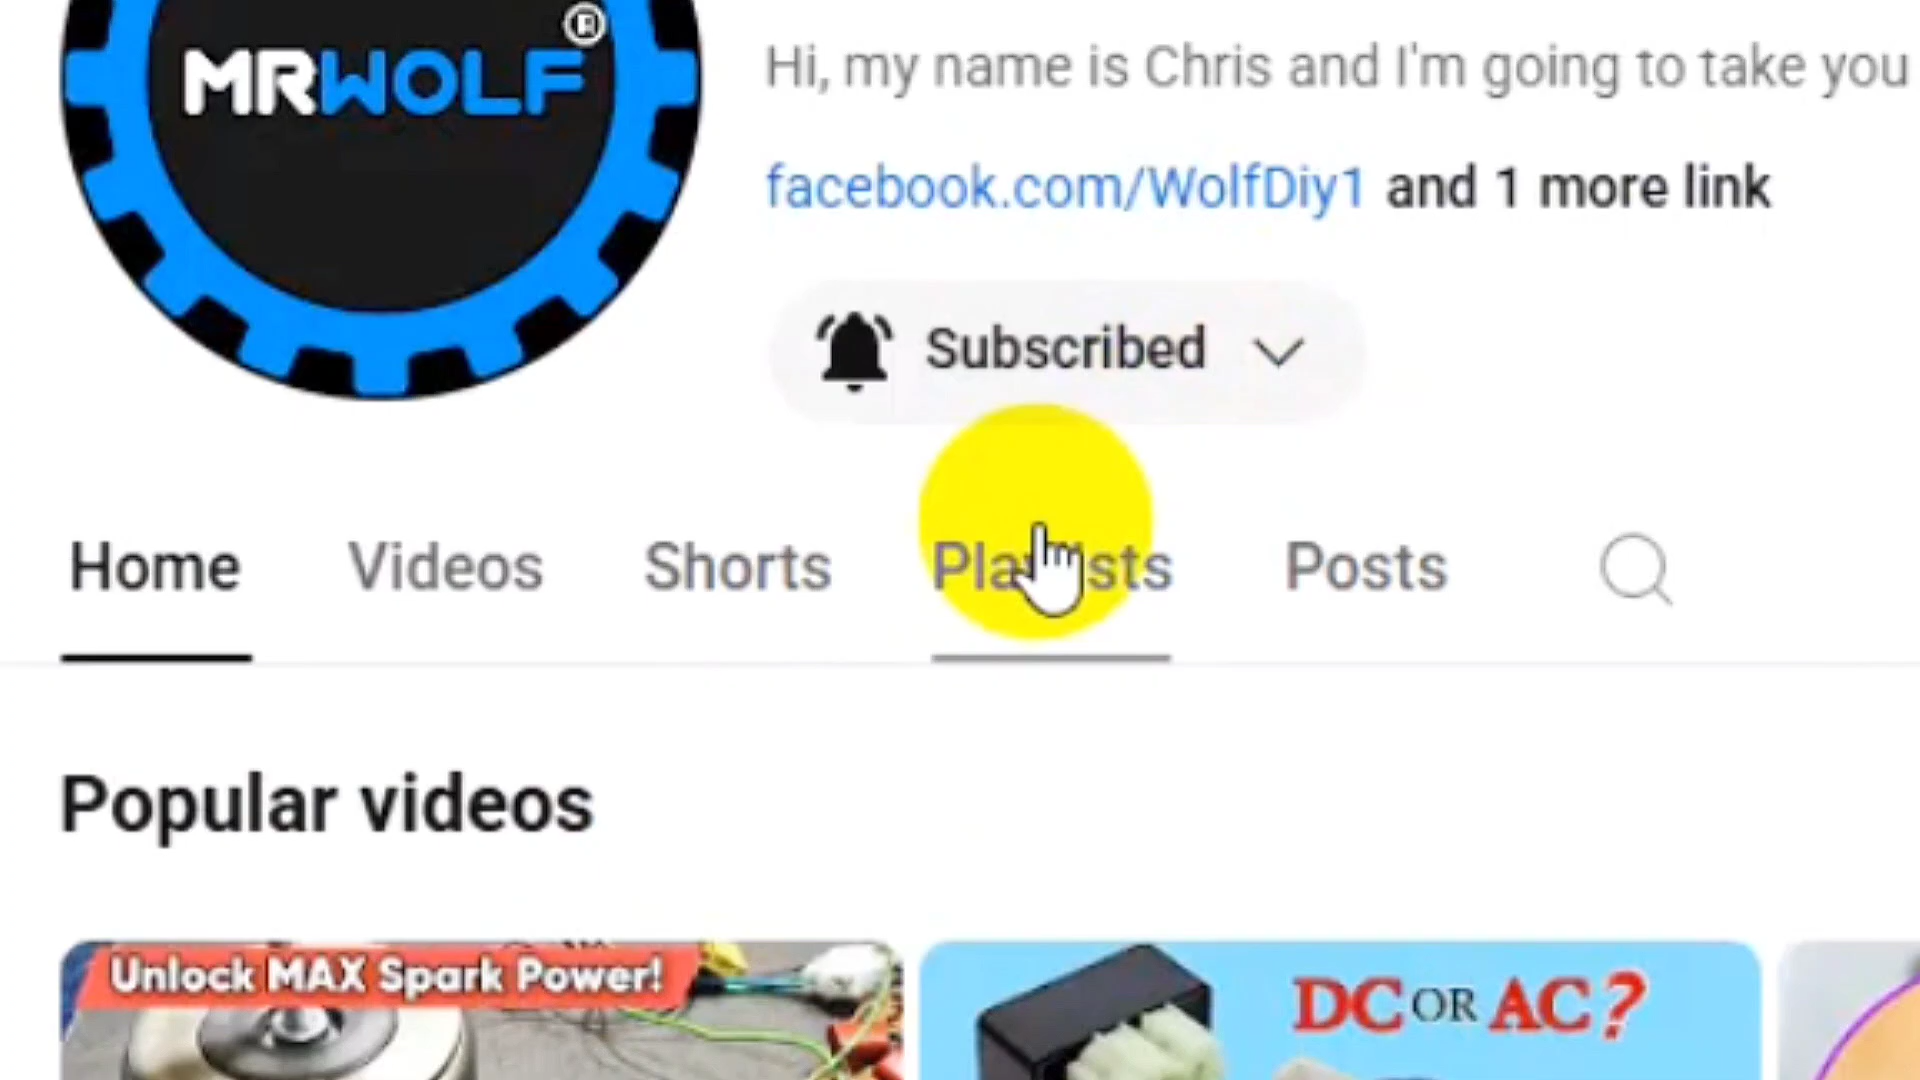 MRWOLF®
Hi, my name is Chris and I'm going to take you
facebook.com/WolfDiy1 and 1 more link
Subscribed
Home Videos Shorts Playlists Posts
Popular videos
Unlock MAX Spark Power!
DC OR AC?